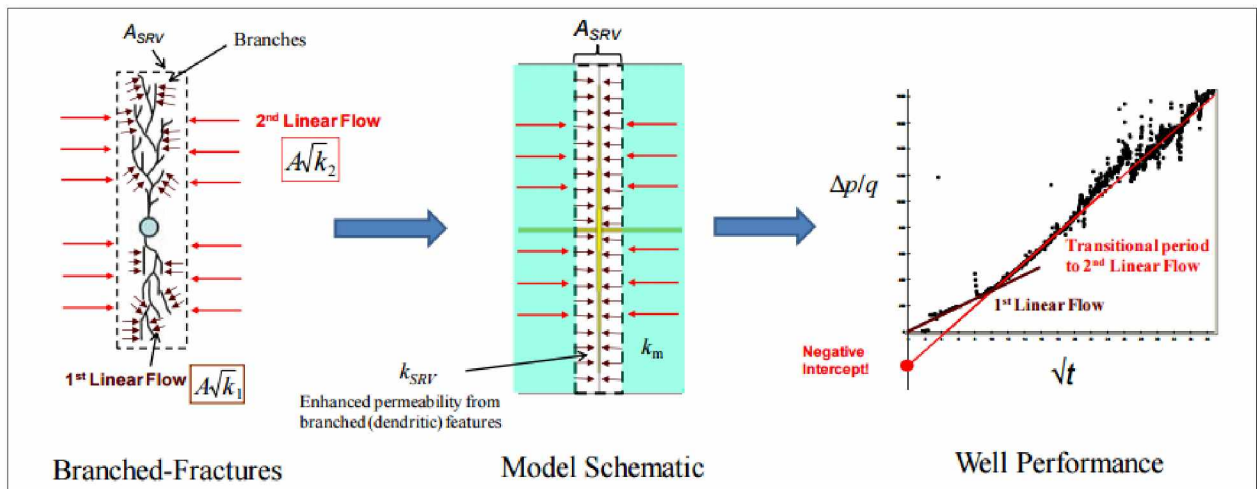 A_SRV
Branches
2nd Linear Flow
A√k₂
1st Linear Flow
A√k₁
Branched-Fractures
A_SRV
k_m
k_SRV
Enhanced permeability from
branched (dendritic) features
Model Schematic
Δp/q
Transitional period
to 2nd Linear Flow
1st Linear Flow
Negative
Intercept!
√t
Well Performance